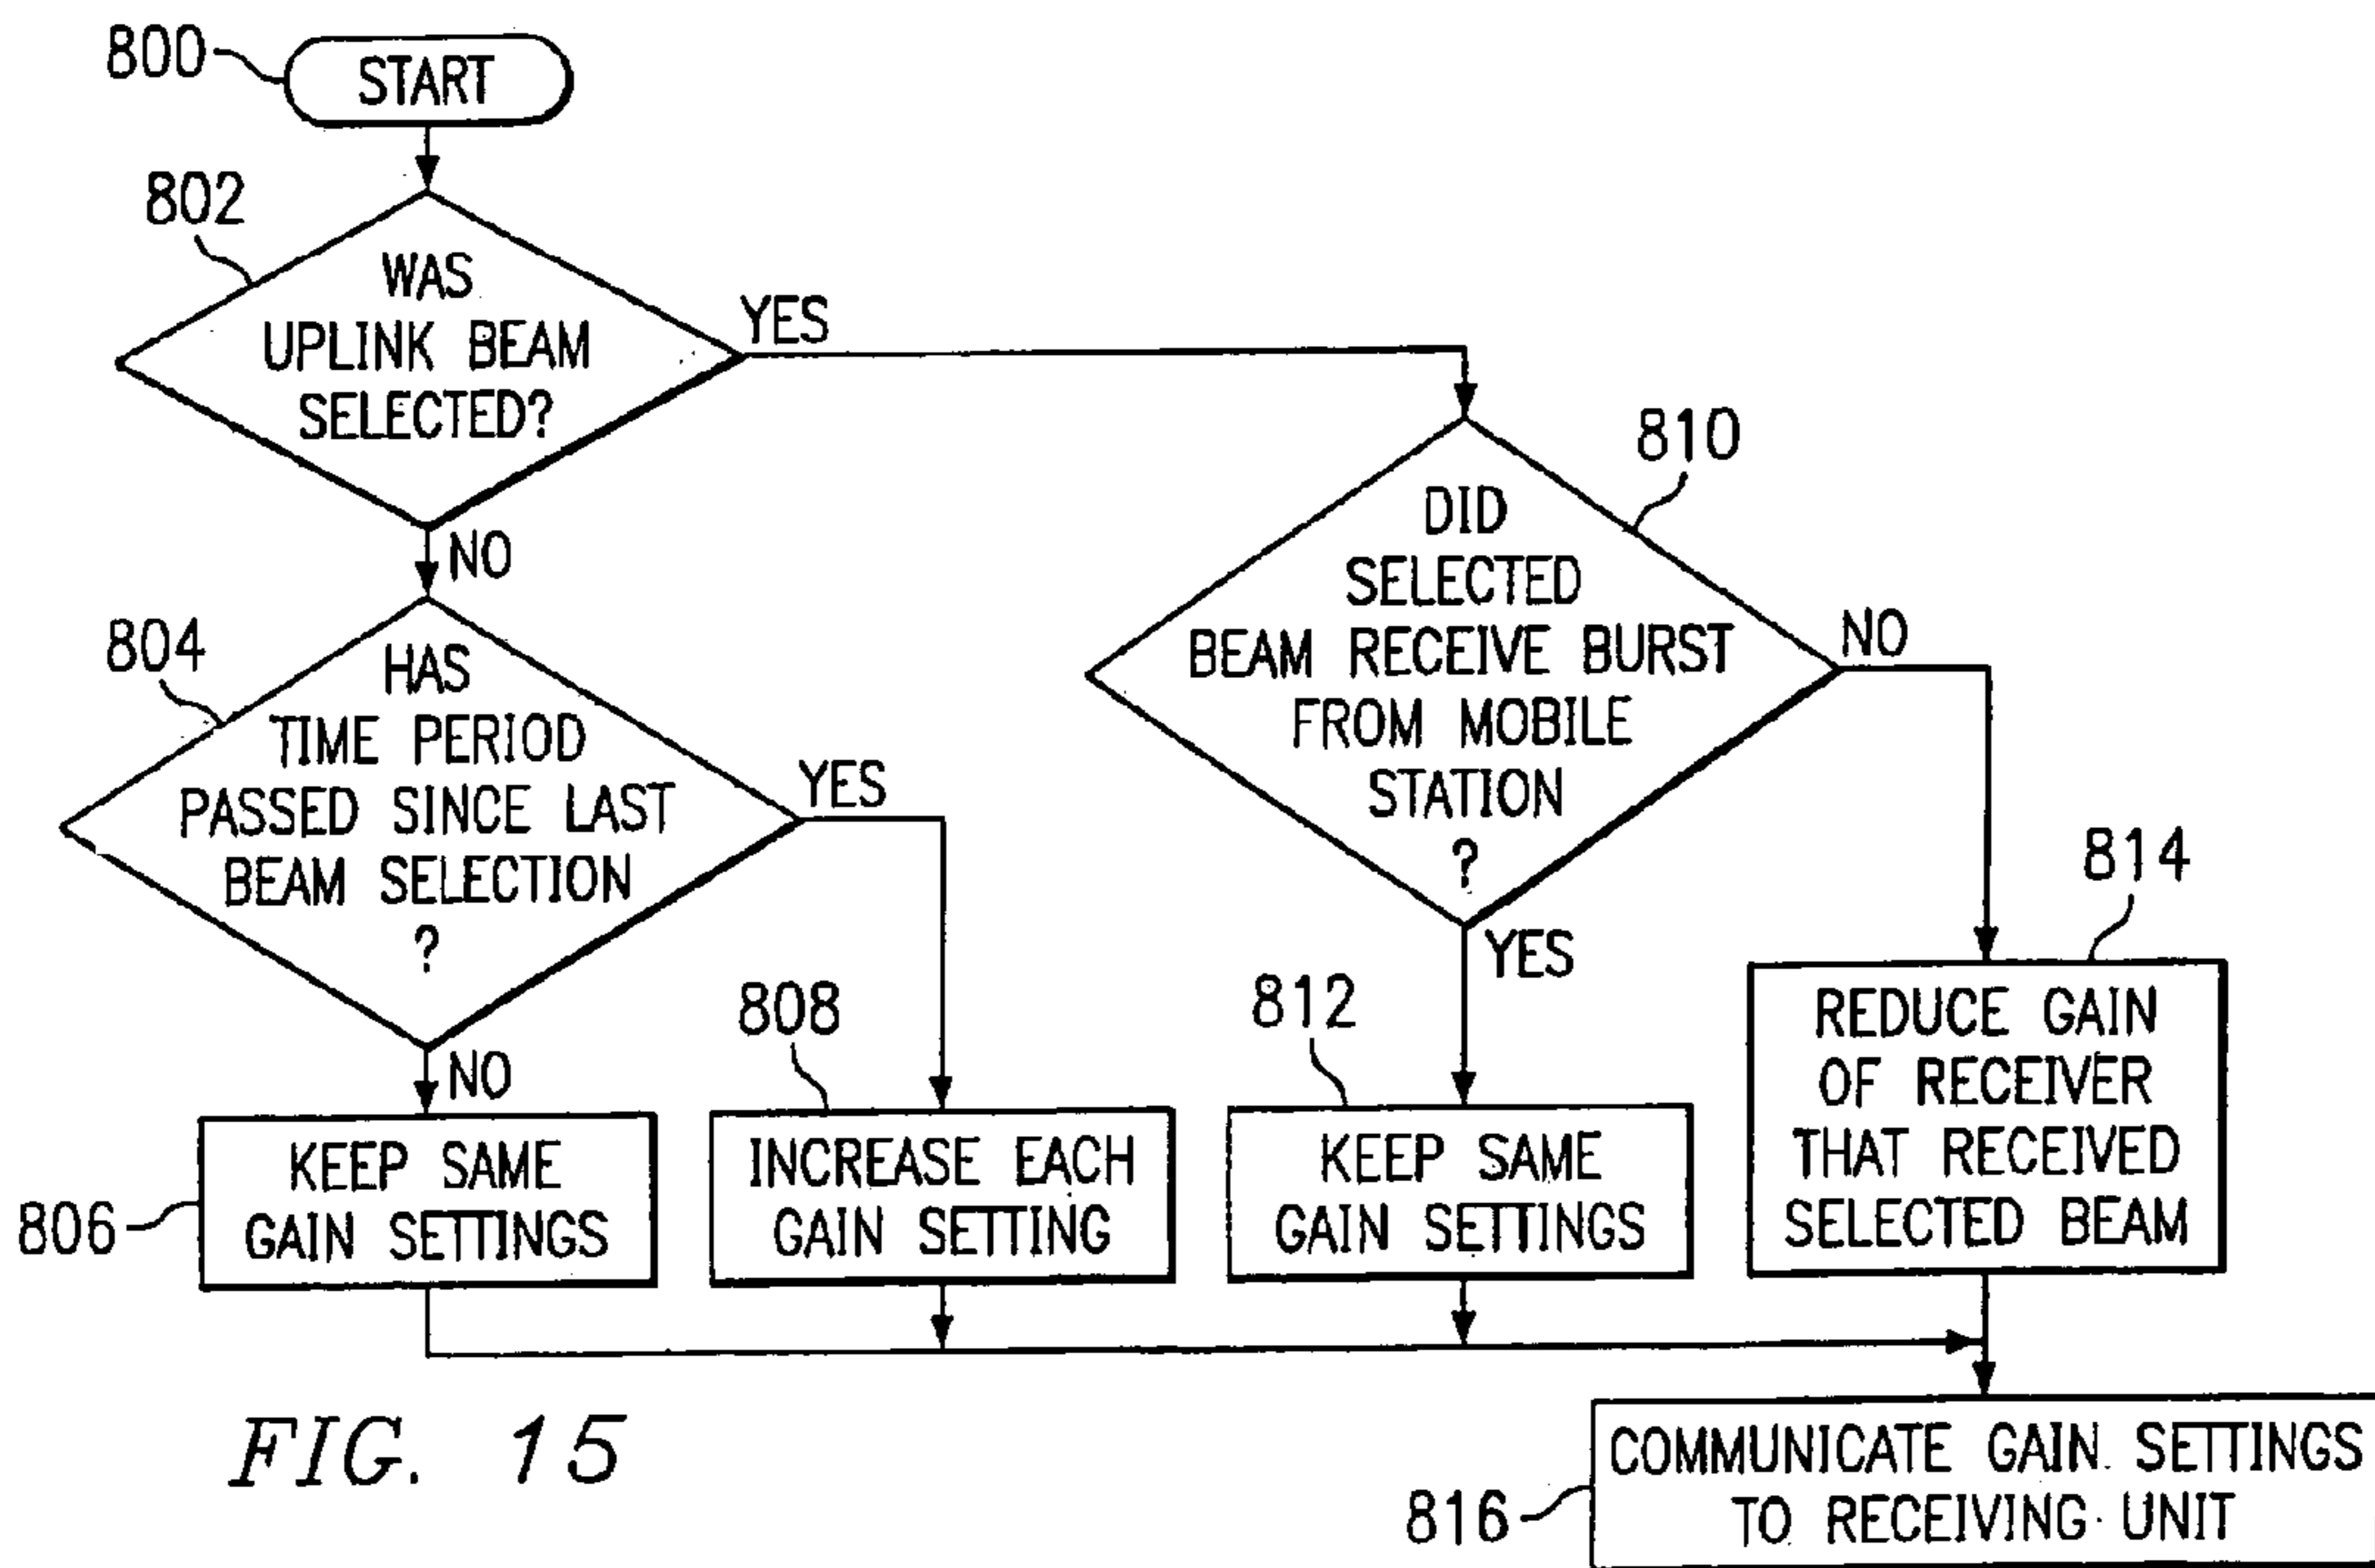 800
START
802
WAS
UPLINK BEAM
SELECTED?
YES
NO
810
DID
SELECTED
BEAM RECEIVE BURST
FROM MOBILE
STATION
?
NO
YES
804
HAS
TIME PERIOD
PASSED SINCE LAST
BEAM SELECTION
?
YES
NO
806
KEEP SAME
GAIN SETTINGS
808
INCREASE EACH
GAIN SETTING
812
KEEP SAME
GAIN SETTINGS
814
REDUCE GAIN
OF RECEIVER
THAT RECEIVED
SELECTED BEAM
816
COMMUNICATE GAIN SETTINGS
TO RECEIVING UNIT
FIG. 15